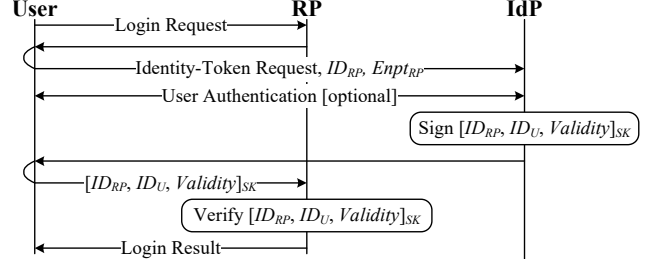 User RP IdP
Login Request
Identity-Token Request, ID_RP, Enpt_RP
User Authentication [optional]
Sign [ID_RP, ID_U, Validity]_SK
[ID_RP, ID_U, Validity]_SK
Verify [ID_RP, ID_U, Validity]_SK
Login Result